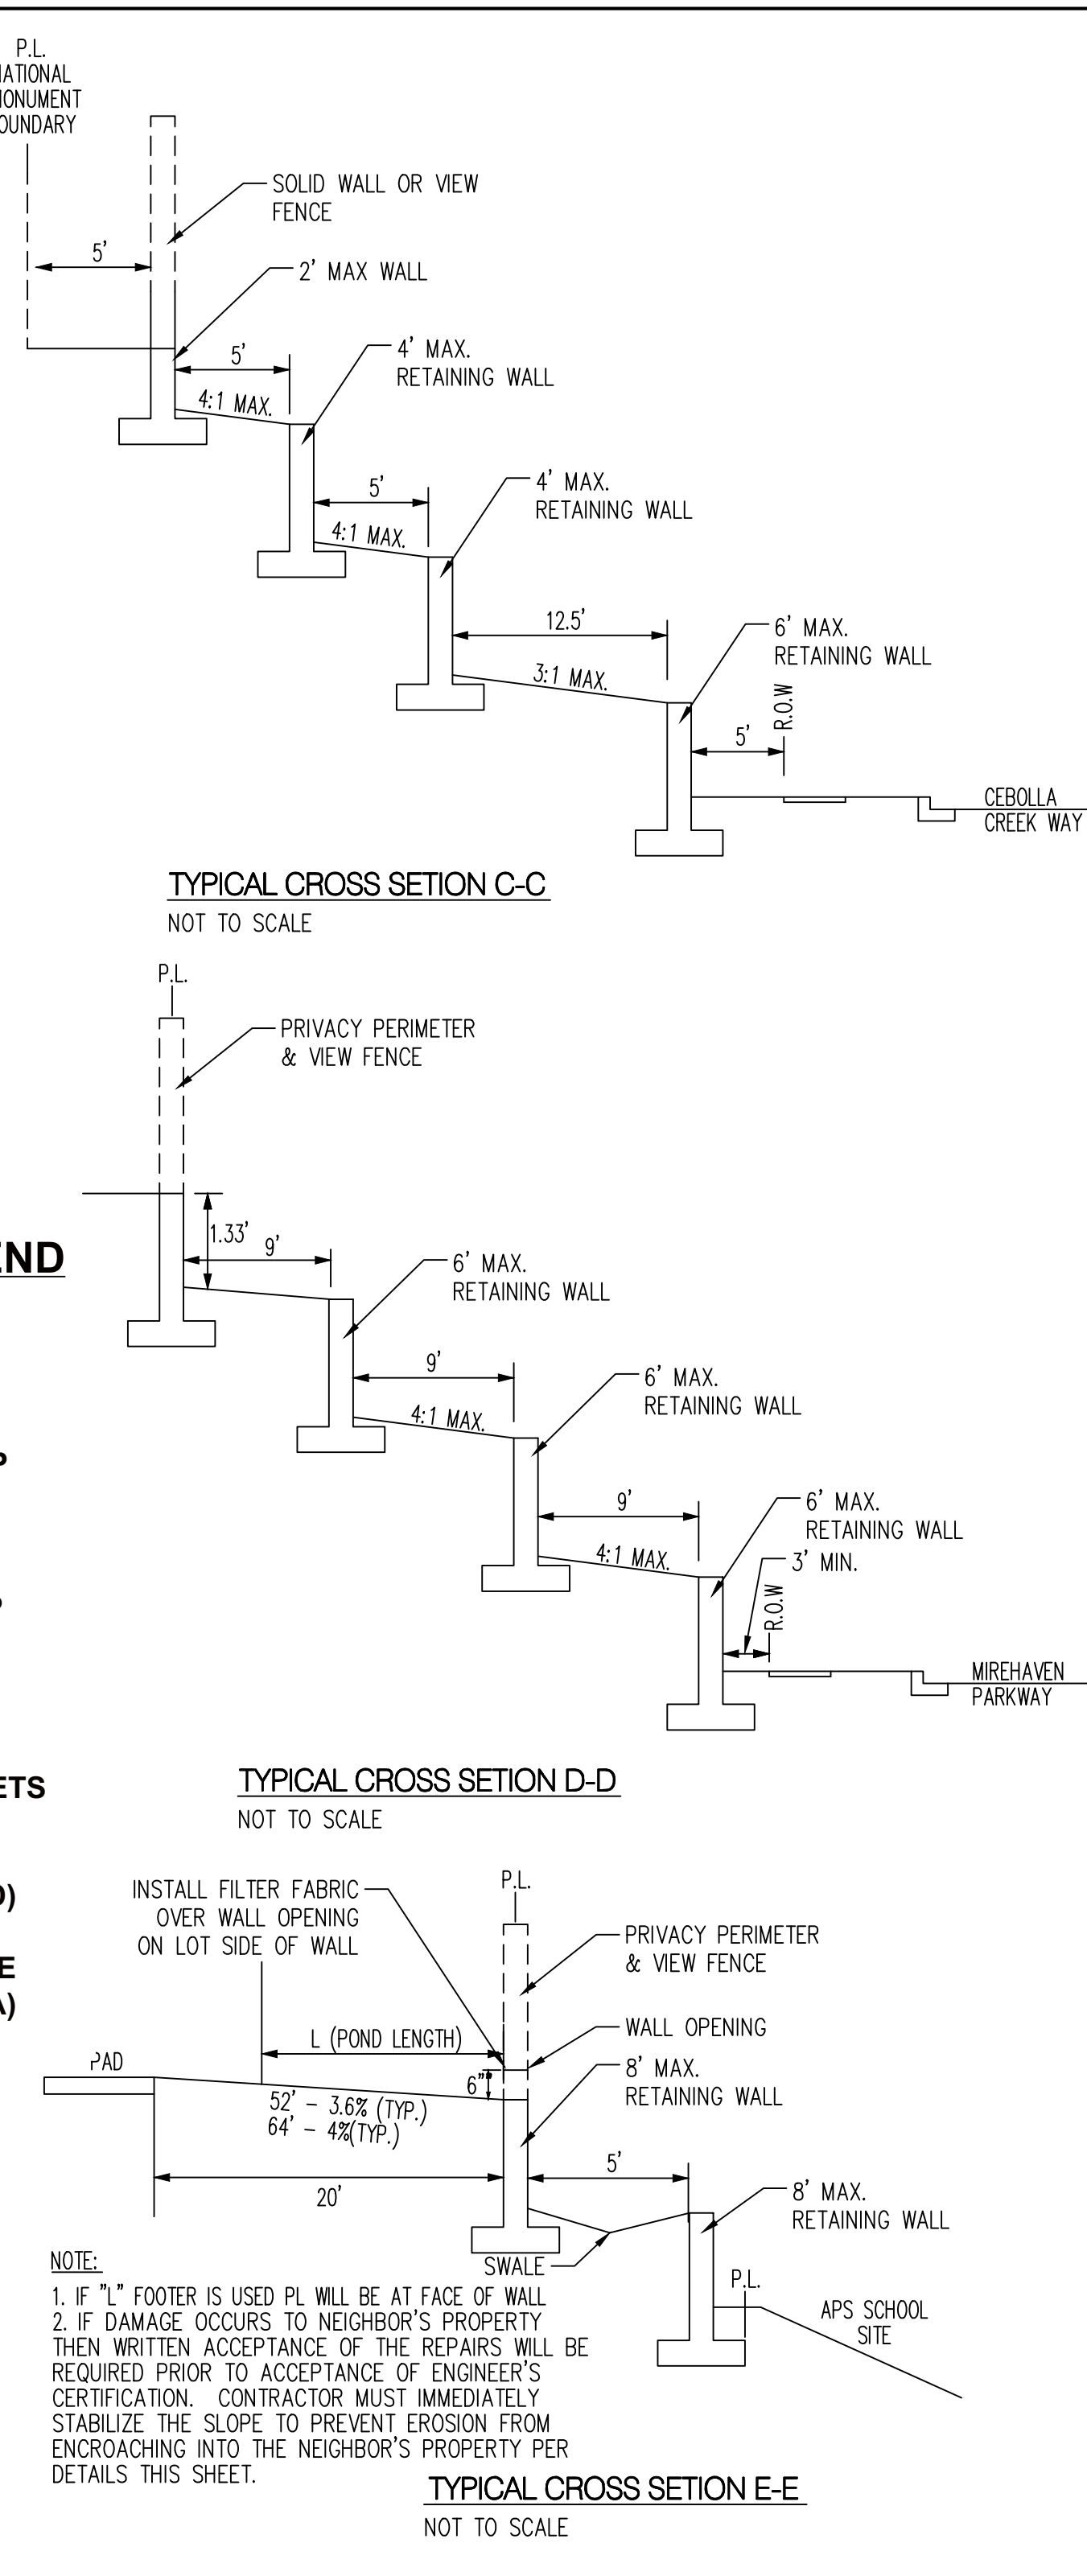 P.L.
NATIONAL
MONUMENT
BOUNDARY
SOLID WALL OR VIEW
FENCE
5'
2' MAX WALL
5'
4:1 MAX.
4' MAX.
RETAINING WALL
5'
4:1 MAX.
4' MAX.
RETAINING WALL
12.5'
3:1 MAX.
6' MAX.
RETAINING WALL
R.O.W
5'
CEBOLLA
CREEK WAY
TYPICAL CROSS SETION C-C
NOT TO SCALE
P.L.
PRIVACY PERIMETER
& VIEW FENCE
1.33'
9'
END
6' MAX.
RETAINING WALL
9'
4:1 MAX.
6' MAX.
RETAINING WALL
P
9'
4:1 MAX.
6' MAX.
RETAINING WALL
3' MIN.
R.O.W
MIREHAVEN
PARKWAY
TYPICAL CROSS SETION D-D
NOT TO SCALE
ETS
INSTALL FILTER FABRIC
OVER WALL OPENING
ON LOT SIDE OF WALL
P.L.
PRIVACY PERIMETER
& VIEW FENCE
E
A)
WALL OPENING
L (POND LENGTH)
PAD
6""
8' MAX.
RETAINING WALL
52' - 3.6% (TYP.)
64' - 4%(TYP.)
20'
5'
8' MAX.
RETAINING WALL
SWALE
P.L.
APS SCHOOL
SITE
NOTE:
1. IF "L" FOOTER IS USED PL WILL BE AT FACE OF WALL
2. IF DAMAGE OCCURS TO NEIGHBOR'S PROPERTY
THEN WRITTEN ACCEPTANCE OF THE REPAIRS WILL BE
REQUIRED PRIOR TO ACCEPTANCE OF ENGINEER'S
CERTIFICATION. CONTRACTOR MUST IMMEDIATELY
STABILIZE THE SLOPE TO PREVENT EROSION FROM
ENCROACHING INTO THE NEIGHBOR'S PROPERTY PER
DETAILS THIS SHEET.
TYPICAL CROSS SETION E-E
NOT TO SCALE